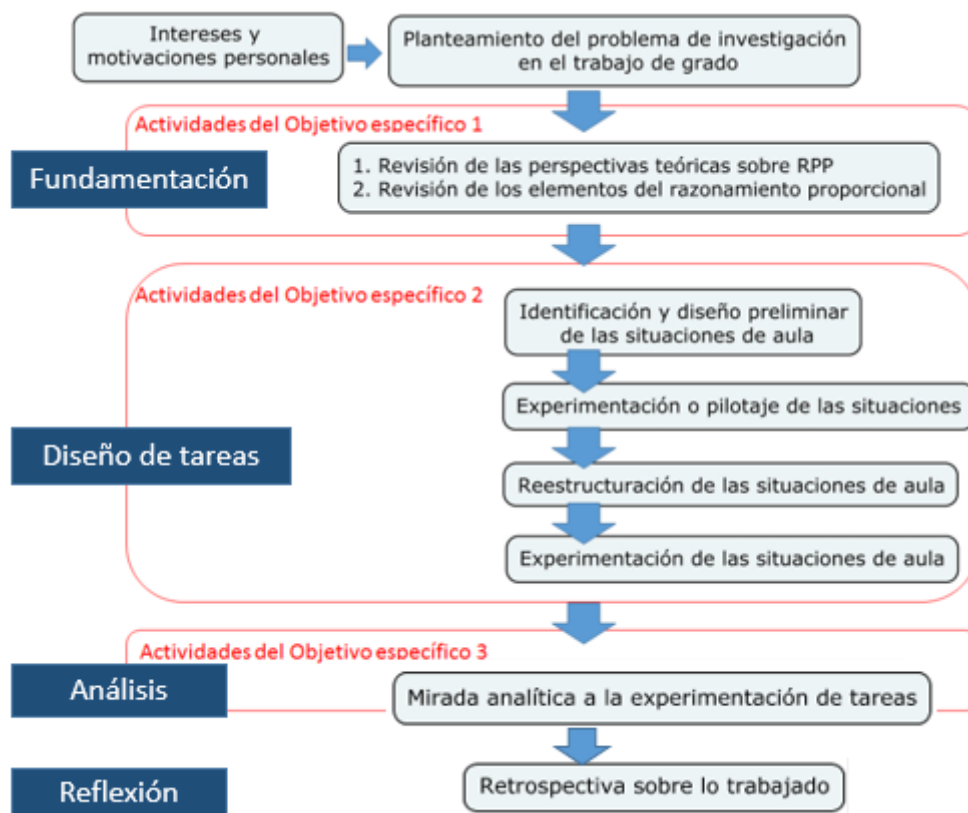 Intereses y
motivaciones personales
Planteamiento del problema de investigación
en el trabajo de grado
Actividades del Objetivo específico 1
Fundamentación
1. Revisión de las perspectivas teóricas sobre RPP
2. Revisión de los elementos del razonamiento proporcional
Actividades del Objetivo específico 2
Identificación y diseño preliminar
de las situaciones de aula
Experimentación o pilotaje de las situaciones
Diseño de tareas
Reestructuración de las situaciones de aula
Experimentación de las situaciones de aula
Actividades del Objetivo específico 3
Análisis
Mirada analítica a la experimentación de tareas
Reflexión
Retrospectiva sobre lo trabajado